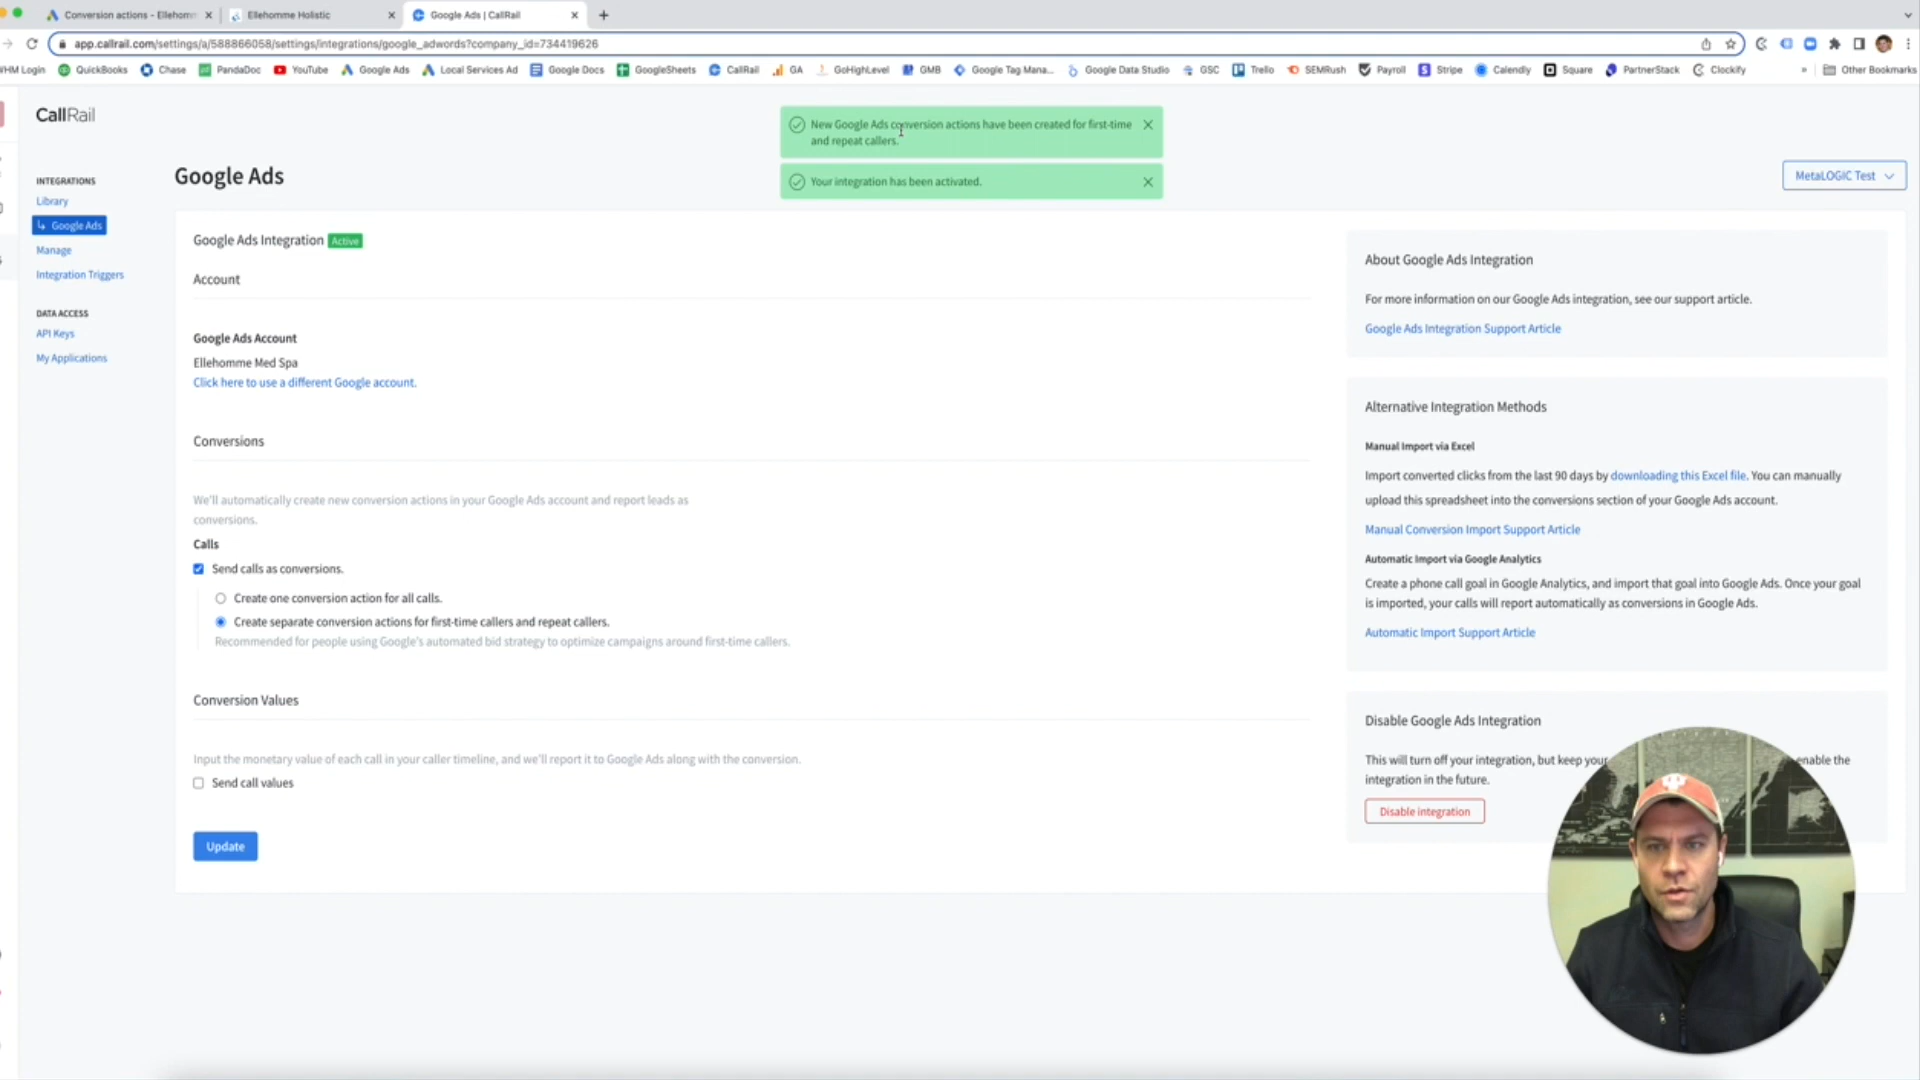 Conversion actions - Ellehomm
Ellehomme Holistic
Google Ads | CallRail
app.callrail.com/settings/a/588866058/settings/integrations/google_adwords?company_id=734419626
WHM Login
QuickBooks
Chase
PandaDoc
YouTube
Google Ads
Local Services Ad
Google Docs
GoogleSheets
CallRail
GA
GoHighLevel
GMB
Google Tag Mana...
Google Data Studio
GSC
Trello
SEMRush
Payroll
Stripe
Calendly
Square
PartnerStack
Clockify
»
Other Bookmarks
CallRail
New Google Ads conversion actions have been created for first-time
and repeat callers.
Your integration has been activated.
INTEGRATIONS
Library
Google Ads
Manage
Integration Triggers
DATA ACCESS
API Keys
My Applications
Google Ads
MetaLOGIC Test
Google Ads Integration Active
Account
Google Ads Account
Ellehomme Med Spa
Click here to use a different Google account.
Conversions
We'll automatically create new conversion actions in your Google Ads account and report leads as
conversions.
Calls
Send calls as conversions.
Create one conversion action for all calls.
Create separate conversion actions for first-time callers and repeat callers.
Recommended for people using Google's automated bid strategy to optimize campaigns around first-time callers.
Conversion Values
Input the monetary value of each call in your caller timeline, and we'll report it to Google Ads along with the conversion.
Send call values
Update
About Google Ads Integration
For more information on our Google Ads integration, see our support article.
Google Ads Integration Support Article
Alternative Integration Methods
Manual Import via Excel
Import converted clicks from the last 90 days by downloading this Excel file. You can manually
upload this spreadsheet into the conversions section of your Google Ads account.
Manual Conversion Import Support Article
Automatic Import via Google Analytics
Create a phone call goal in Google Analytics, and import that goal into Google Ads. Once your goal
is imported, your calls will report automatically as conversions in Google Ads.
Automatic Import Support Article
Disable Google Ads Integration
This will turn off your integration, but keep your enable the
integration in the future.
Disable integration